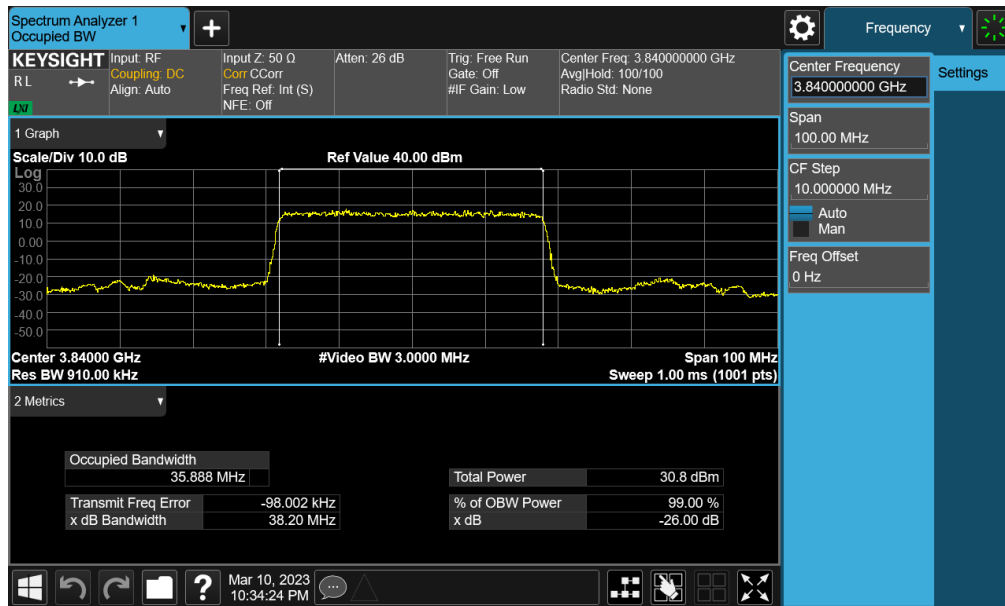 Spectrum Analyzer 1
Occupied BW
+
Frequency
KEYSIGHT
R L
LXI
Input: RF
Coupling: DC
Align: Auto
Input Z: 50 Ω
Corr CCorr
Freq Ref: Int (S)
NFE: Off
Atten: 26 dB
Trig: Free Run
Gate: Off
#IF Gain: Low
Center Freq: 3.840000000 GHz
Avg|Hold: 100/100
Radio Std: None
Center Frequency
3.840000000 GHz
Settings
Span
100.00 MHz
CF Step
10.000000 MHz
Auto
Man
Freq Offset
0 Hz
1 Graph
Scale/Div 10.0 dB
Ref Value 40.00 dBm
Log
30.0
20.0
10.0
0.00
-10.0
-20.0
-30.0
-40.0
-50.0
Center 3.84000 GHz
#Video BW 3.0000 MHz
Span 100 MHz
Res BW 910.00 kHz
Sweep 1.00 ms (1001 pts)
2 Metrics
Occupied Bandwidth
35.888 MHz
Total Power 30.8 dBm
Transmit Freq Error -98.002 kHz
% of OBW Power 99.00 %
x dB Bandwidth 38.20 MHz
x dB -26.00 dB
?
Mar 10, 2023
10:34:24 PM